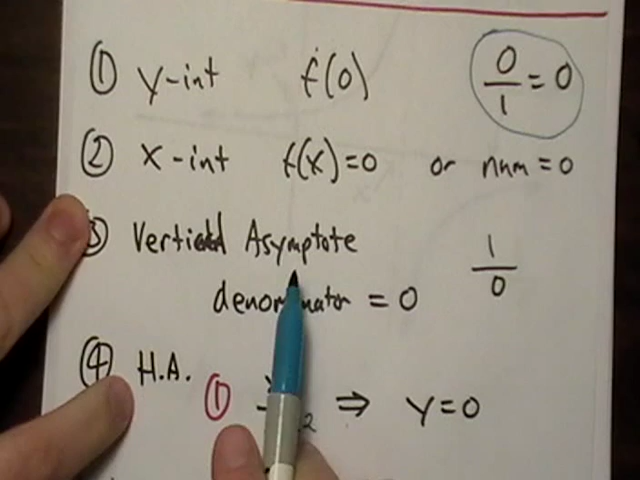 ① y-int f(0) 0/1 = 0
② x-int f(x)=0 or num = 0
③ Vertical Asymptote 1/0
denominator = 0
④ H.A. ① ⇒ y=0